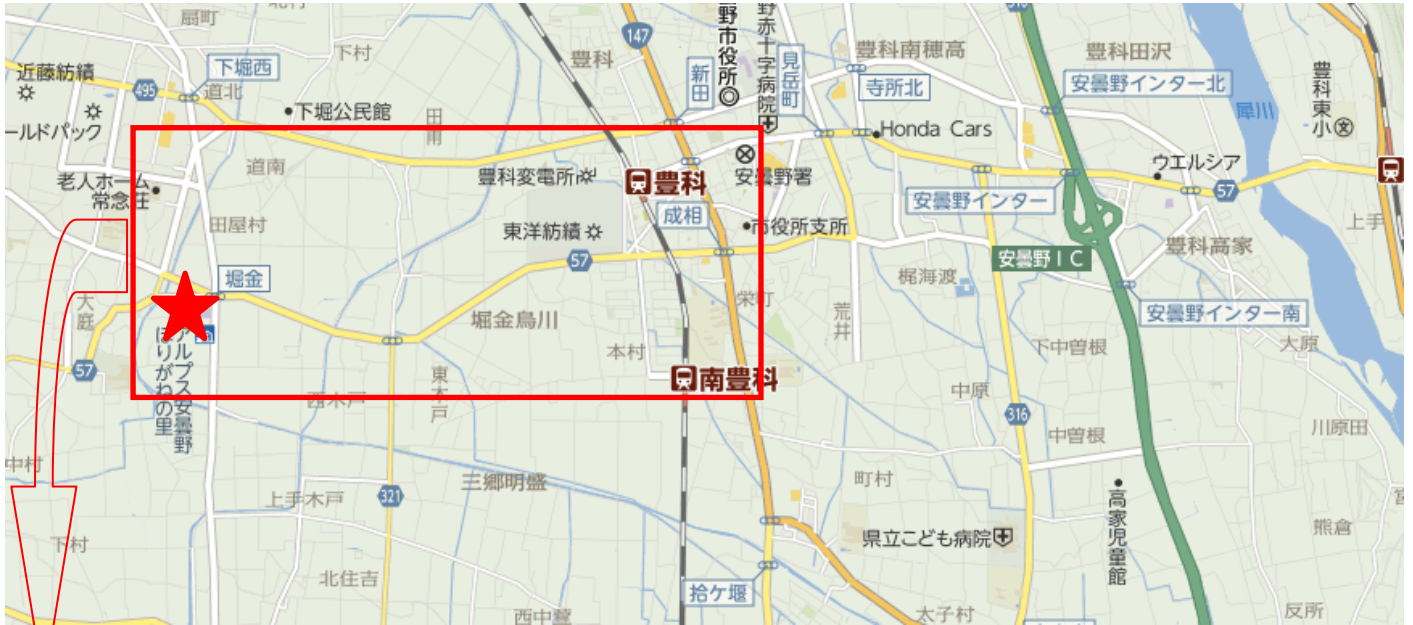 扇町
北村
下村
豊科
147
野市役所
野赤十字病院
見岳町
新田
豊科南穂高
豊科田沢
安曇野インター北
寺所北
犀川
豊科東小
近藤紡績
下堀西
495
道北
下堀公民館
ールドパック
田用
Honda Cars
道南
豊科変電所
豊科
安曇野署
ウエルシア
57
老人ホーム
常念荘
田屋村
東洋紡績
成相
市役所支所
安曇野インター
上手
豊科高家
安曇野IC
57
堀金
大庭
堀金烏川
栄町
荒井
梶海渡
安曇野インター南
大原
アルプス安曇野
ほりがねの里
57
本村
南豊科
下中曽根
西木戸
東木戸
中原
316
川原田
中曽根
中村
上手木戸
321
三郷明盛
町村
高家児童館
県立こども病院
熊倉
下村
北住吉
拾ケ堰
西中萱
太子村
反所